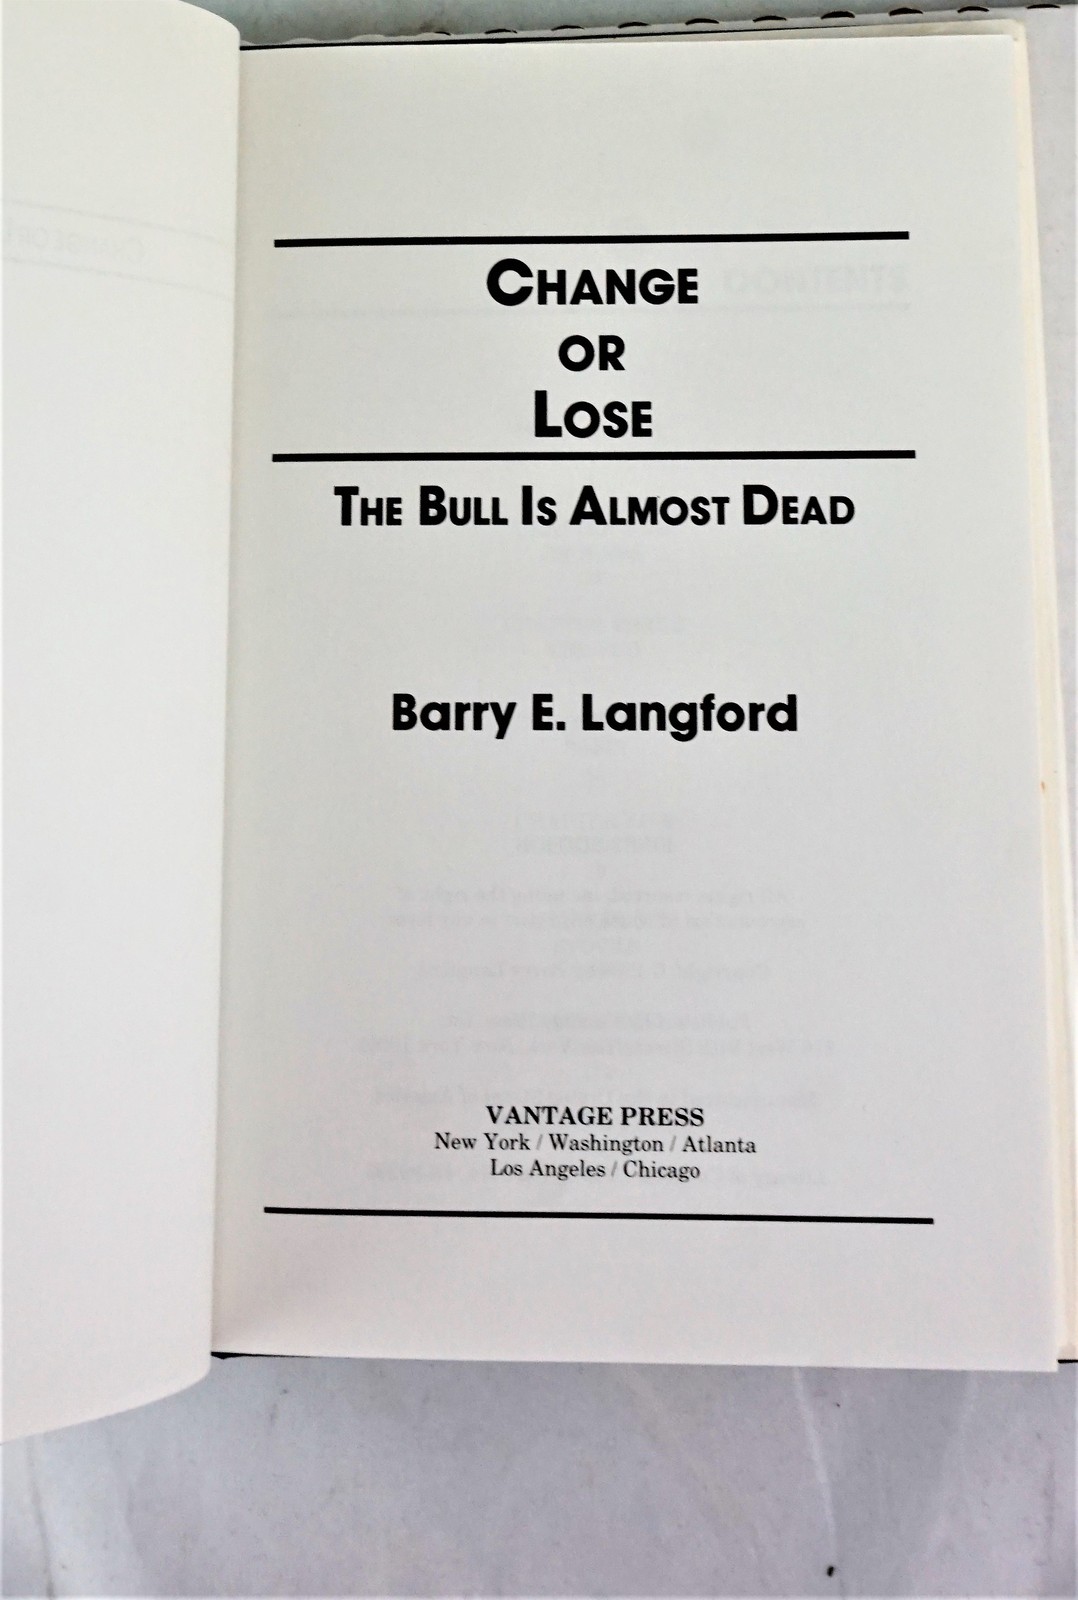 CHANGE
OR
LOSE
THE BULL IS ALMOST DEAD
Barry E. Langford
VANTAGE PRESS
New York / Washington / Atlanta
Los Angeles / Chicago
CONTENTS